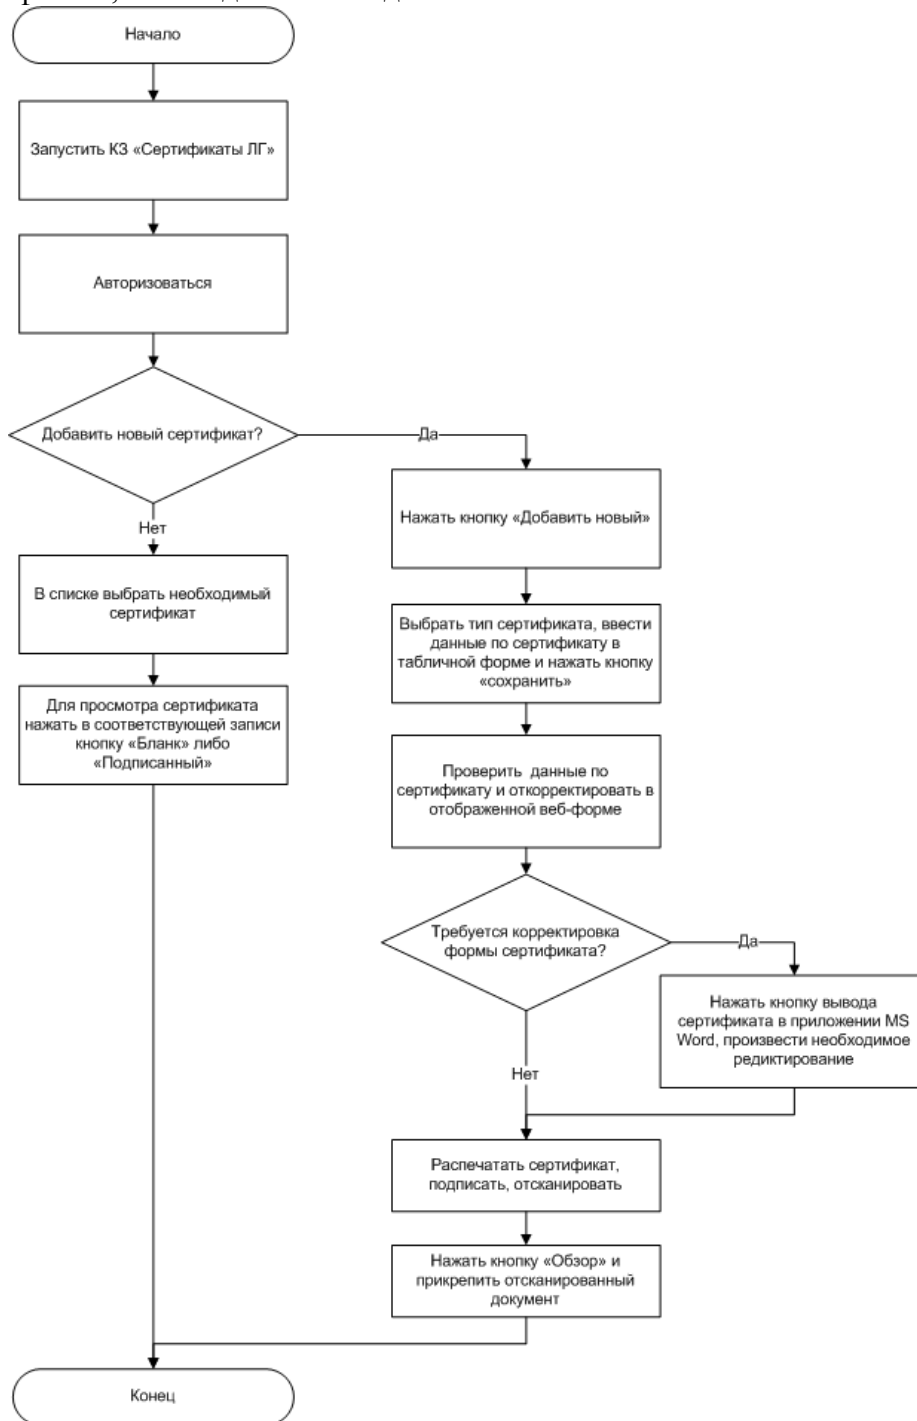 Начало
Запустить КЗ «Сертификаты ЛГ»
Авторизоваться
Добавить новый сертификат?
Да
Нет
Нажать кнопку «Добавить новый»
В списке выбрать необходимый
сертификат
Выбрать тип сертификата, ввести
данные по сертификату в
табличной форме и нажать кнопку
«сохранить»
Для просмотра сертификата
нажать в соответствующей записи
кнопку «Бланк» либо
«Подписанный»
Проверить данные по
сертификату и откорректировать в
отображенной веб-форме
Требуется корректировка
формы сертификата?
Да
Нажать кнопку вывода
сертификата в приложении MS
Word, произвести необходимое
редиктирование
Нет
Распечатать сертификат,
подписать, отсканировать
Нажать кнопку «Обзор» и
прикрепить отсканированный
документ
Конец